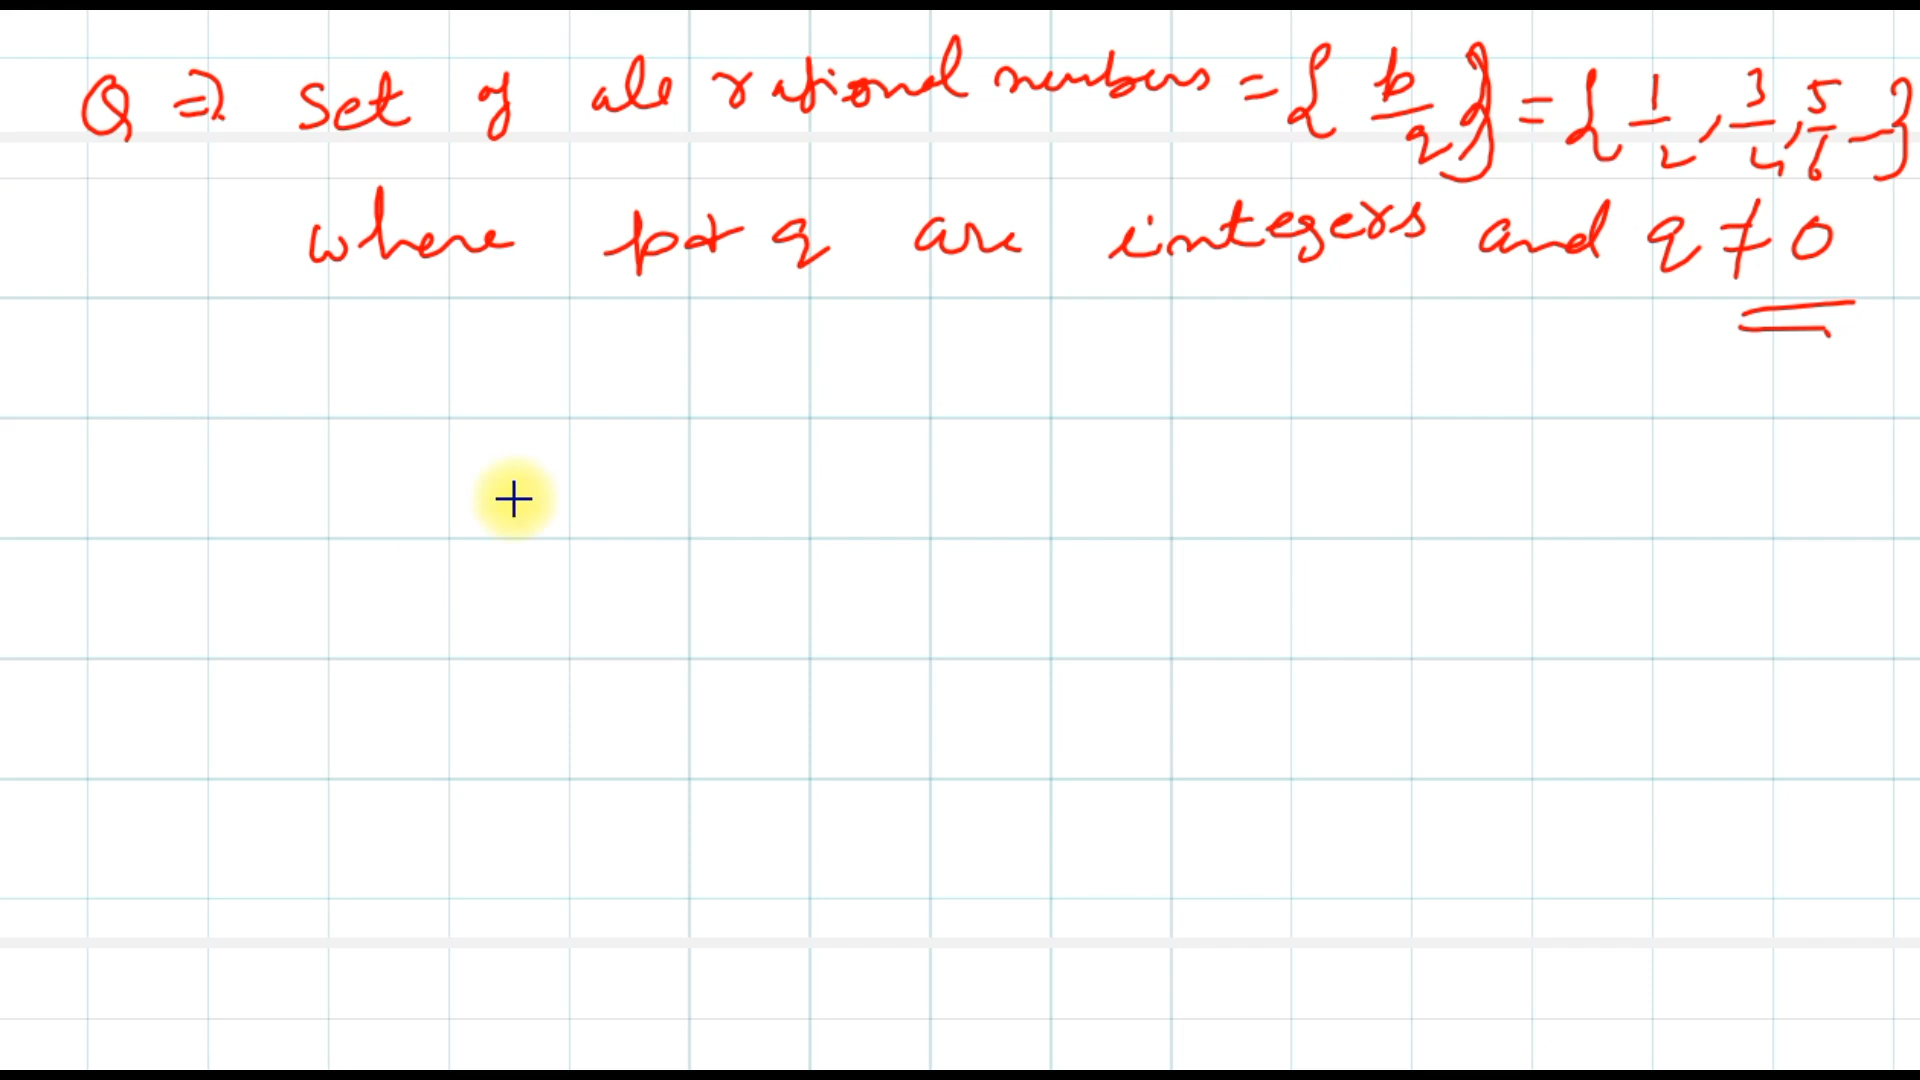 Q ⇒ Set of all rational numbers = { p/q } = { 1/2, 3/4, 5/6 - }
where p & q are integers and q ≠ 0